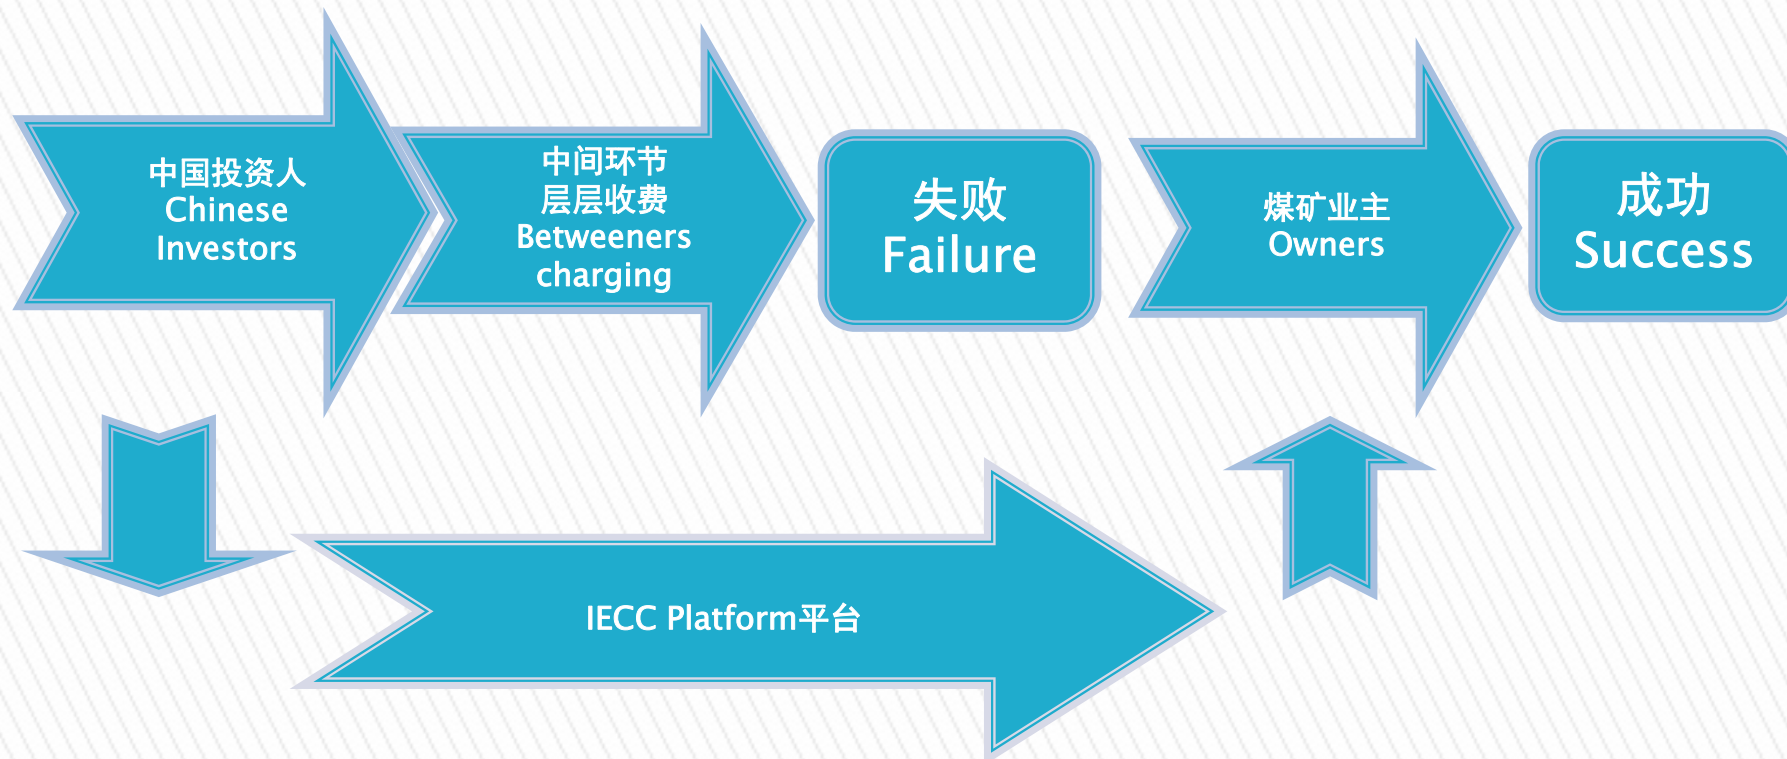 中国投资人
Chinese
Investors
中间环节
层层收费
Betweeners
charging
失败
Failure
煤矿业主
Owners
成功
Success
IECC Platform平台